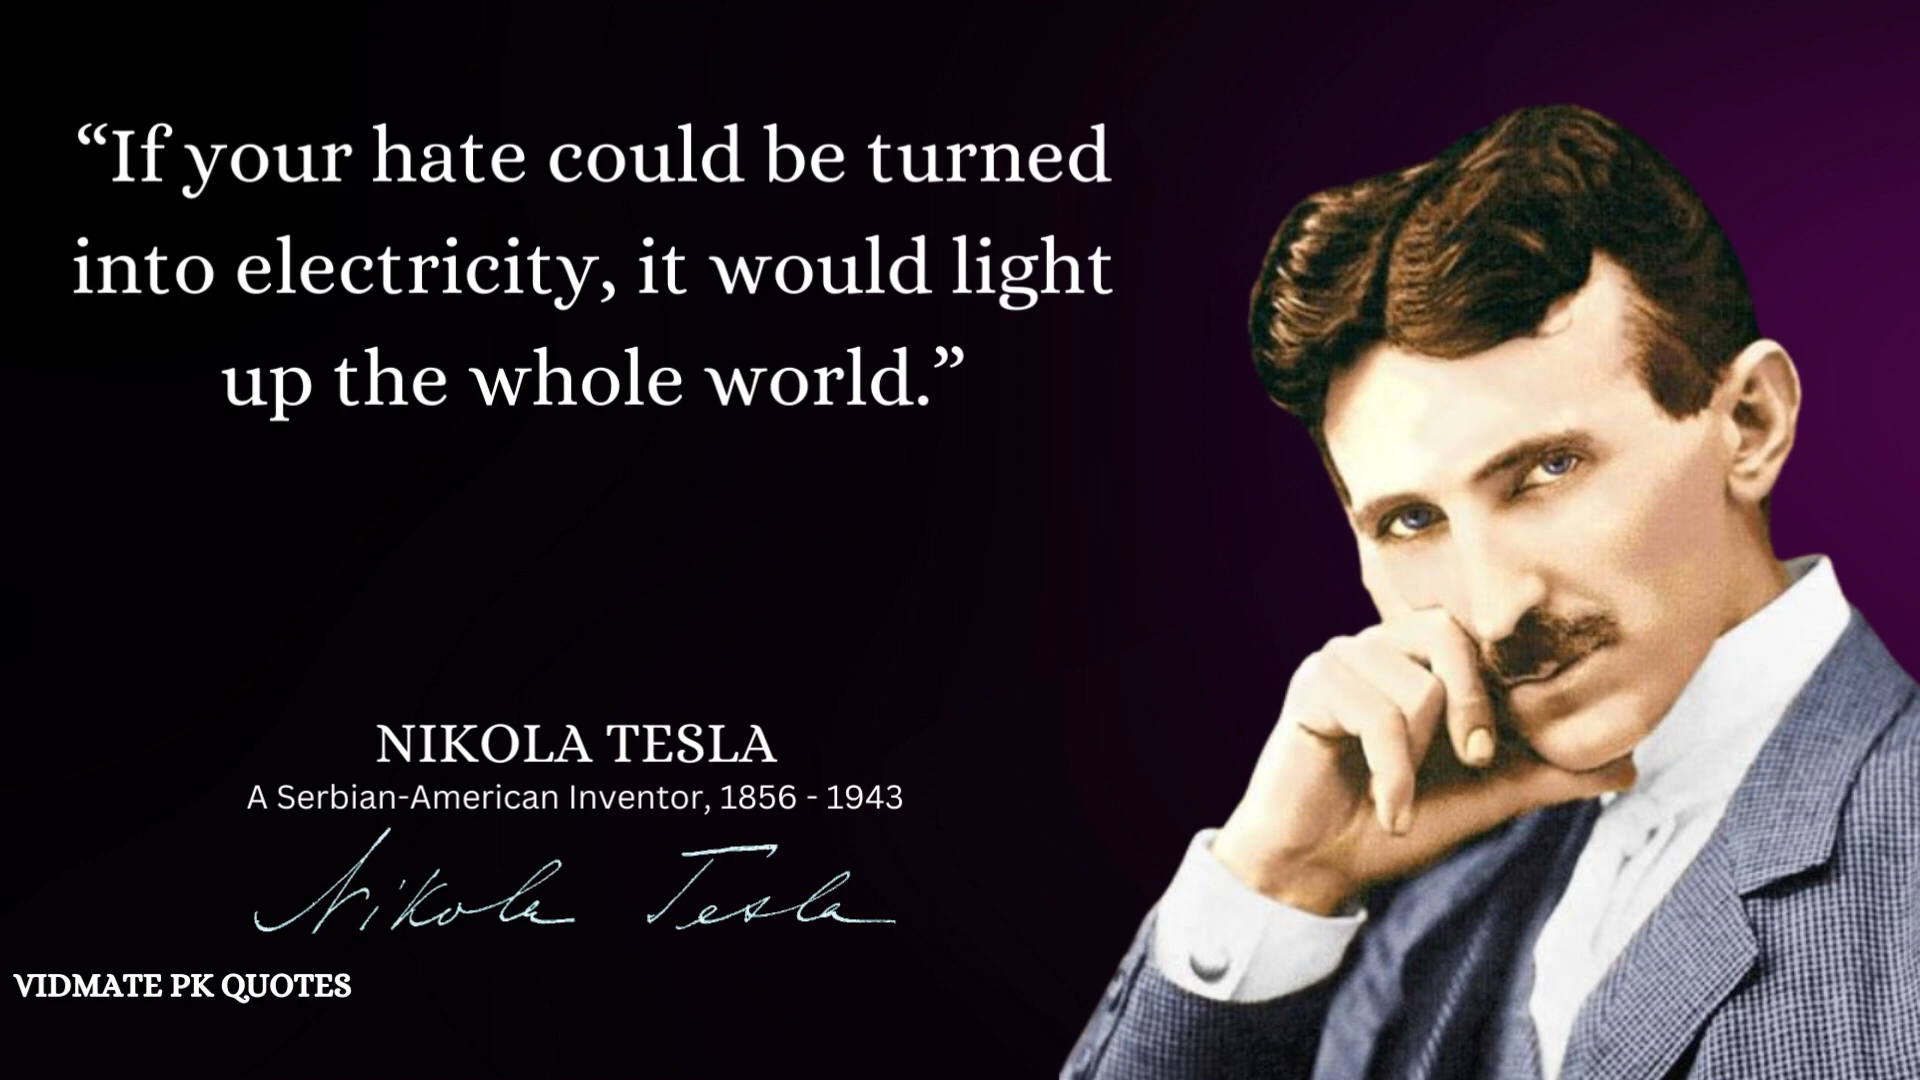 “If your hate could be turned
into electricity, it would light
up the whole world.”
NIKOLA TESLA
A Serbian-American Inventor, 1856 - 1943
Nikola Tesla
VIDMATE PK QUOTES